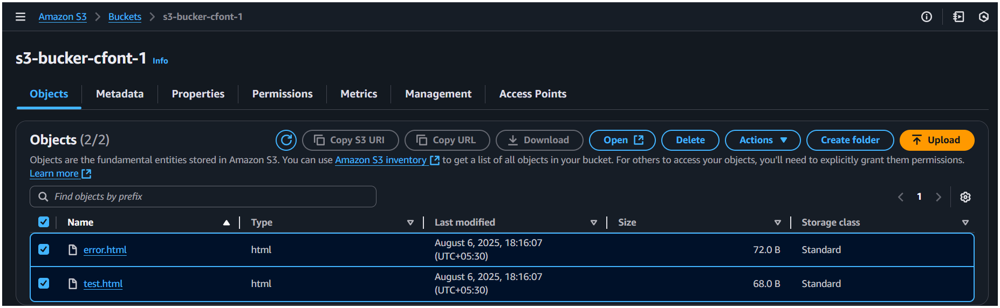 Amazon S3 > Buckets > s3-bucker-cfont-1
s3-bucker-cfont-1 Info
Objects Metadata Properties Permissions Metrics Management Access Points
Objects (2/2) Copy S3 URI Copy URL Download Open Delete Actions Create folder Upload
Objects are the fundamental entities stored in Amazon S3. You can use Amazon S3 inventory to get a list of all objects in your bucket. For others to access your objects, you'll need to explicitly grant them permissions.
Learn more
Find objects by prefix 1
Name Type Last modified Size Storage class
error.html html August 6, 2025, 18:16:07 (UTC+05:30) 72.0 B Standard
test.html html August 6, 2025, 18:16:07 (UTC+05:30) 68.0 B Standard